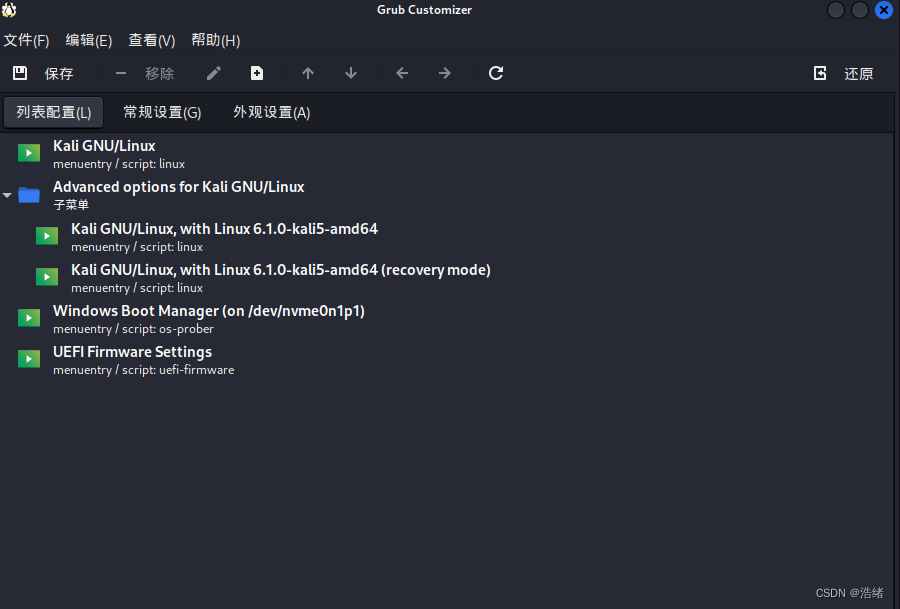 Grub Customizer
文件(F) 编辑(E) 查看(V) 帮助(H)
保存 移除 还原
列表配置(L) 常规设置(G) 外观设置(A)
Kali GNU/Linux
menuentry / script: linux
Advanced options for Kali GNU/Linux
子菜单
Kali GNU/Linux, with Linux 6.1.0-kali5-amd64
menuentry / script: linux
Kali GNU/Linux, with Linux 6.1.0-kali5-amd64 (recovery mode)
menuentry / script: linux
Windows Boot Manager (on /dev/nvme0n1p1)
menuentry / script: os-prober
UEFI Firmware Settings
menuentry / script: uefi-firmware
CSDN @浩绪